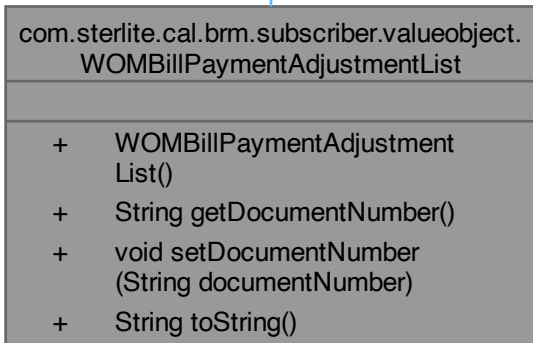 com.sterlite.cal.brm.subscriber.valueobject.
WOMBillPaymentAdjustmentList
+ WOMBillPaymentAdjustment
List()
+ String getDocumentNumber()
+ void setDocumentNumber
(String documentNumber)
+ String toString()